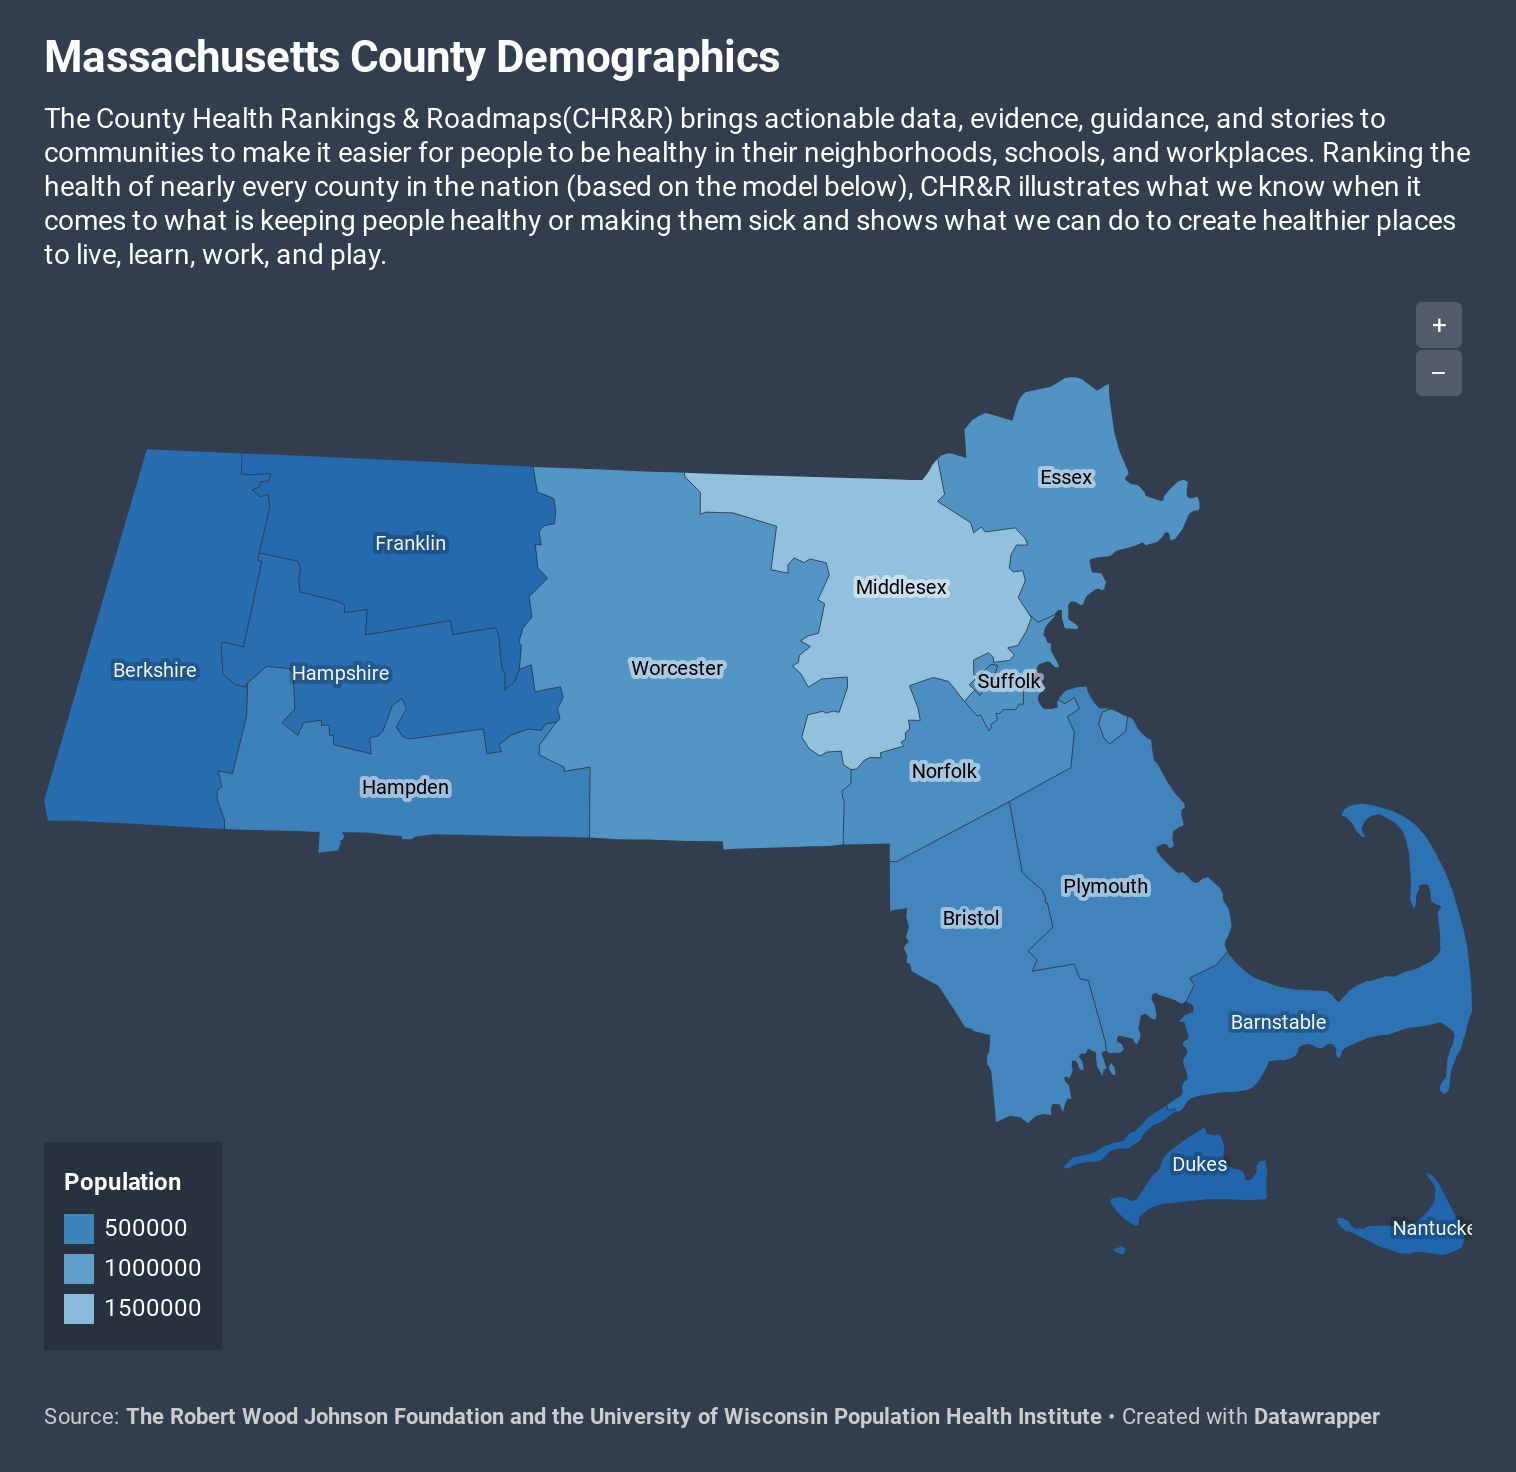 Massachusetts County Demographics
The County Health Rankings & Roadmaps(CHR&R) brings actionable data, evidence, guidance, and stories to
communities to make it easier for people to be healthy in their neighborhoods, schools, and workplaces. Ranking the
health of nearly every county in the nation (based on the model below), CHR&R illustrates what we know when it
comes to what is keeping people healthy or making them sick and shows what we can do to create healthier places
to live, learn, work, and play.
+
−
Essex
Franklin
Middlesex
Berkshire
Hampshire
Worcester
Suffolk
Norfolk
Hampden
Plymouth
Bristol
Barnstable
Dukes
Nantucke
Population
500000
1000000
1500000
Source: The Robert Wood Johnson Foundation and the University of Wisconsin Population Health Institute • Created with Datawrapper